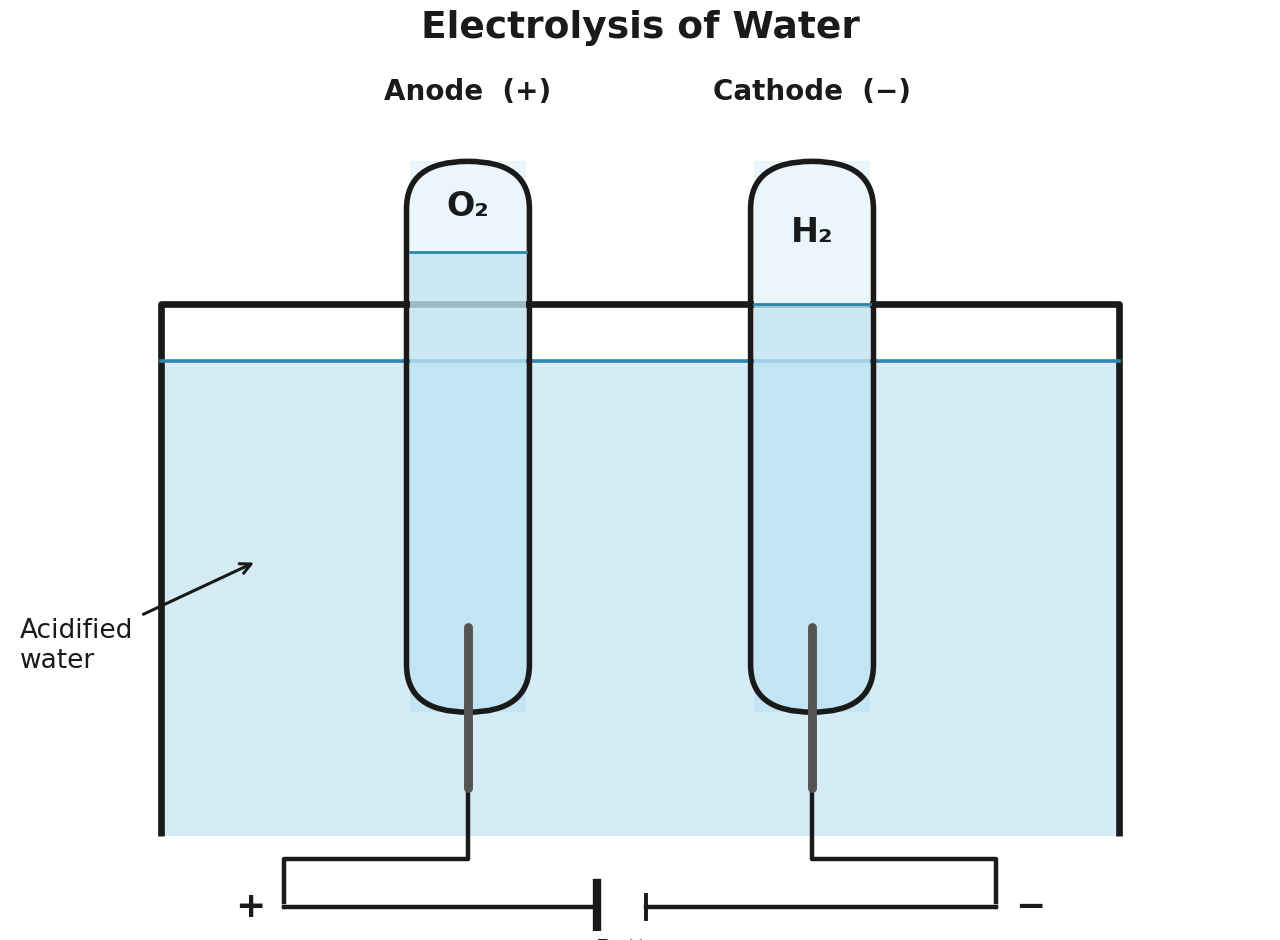 Electrolysis of Water
Anode (+)
Cathode (−)
O₂
H₂
Acidified
water
+
−